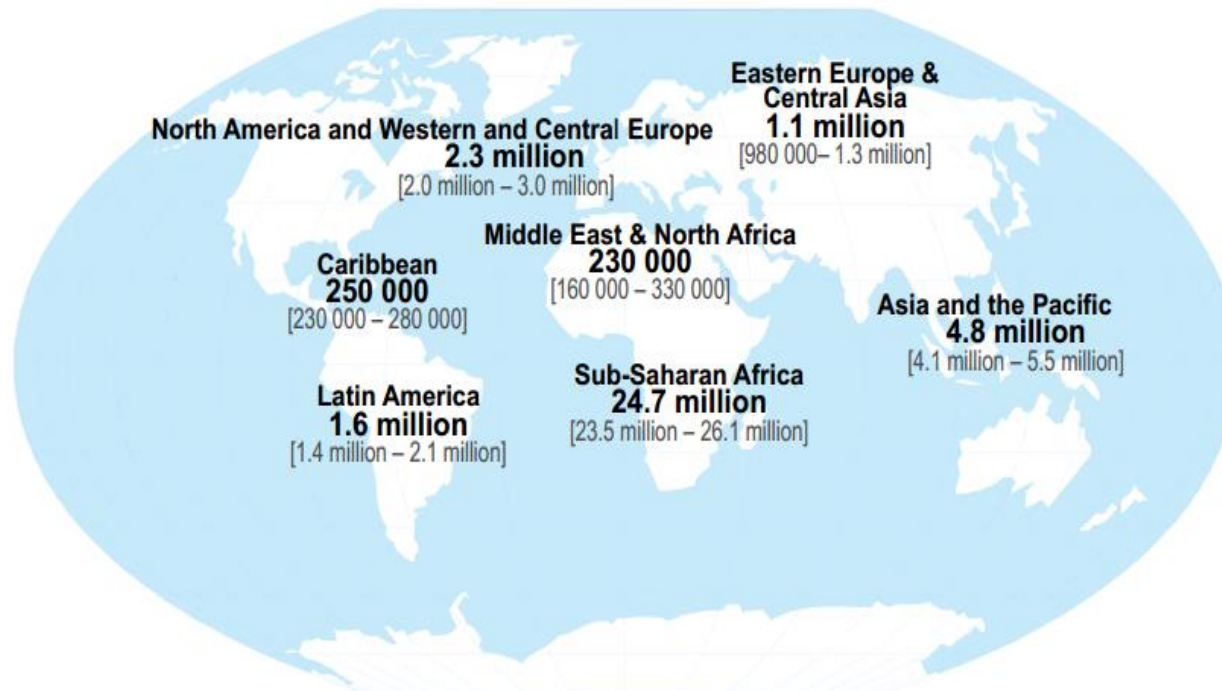 Eastern Europe &
Central Asia
1.1 million
[980 000– 1.3 million]
North America and Western and Central Europe
2.3 million
[2.0 million – 3.0 million]
Middle East & North Africa
230 000
[160 000 – 330 000]
Caribbean
250 000
[230 000 – 280 000]
Asia and the Pacific
4.8 million
[4.1 million – 5.5 million]
Sub-Saharan Africa
24.7 million
[23.5 million – 26.1 million]
Latin America
1.6 million
[1.4 million – 2.1 million]